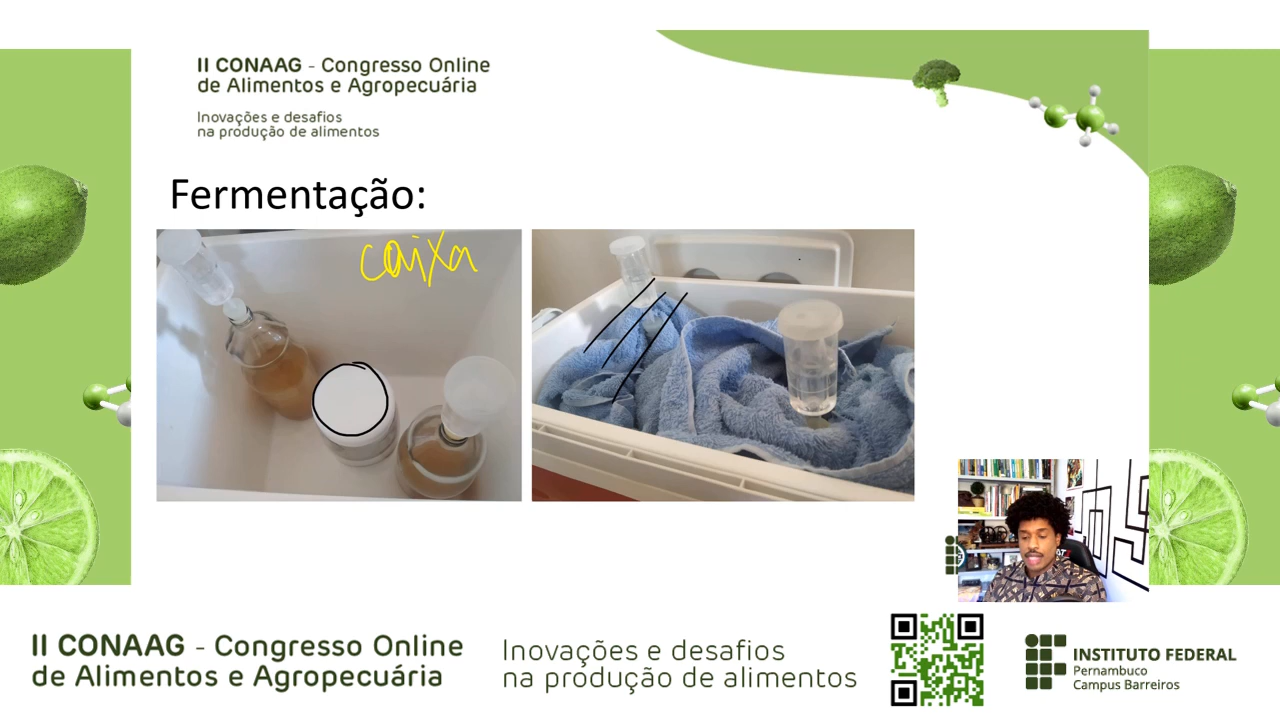 II CONAAG - Congresso Online
de Alimentos e Agropecuária
Inovações e desafios
na produção de alimentos
Fermentação:
caixa
II CONAAG - Congresso Online
de Alimentos e Agropecuária
Inovações e desafios
na produção de alimentos
INSTITUTO FEDERAL
Pernambuco
Campus Barreiros